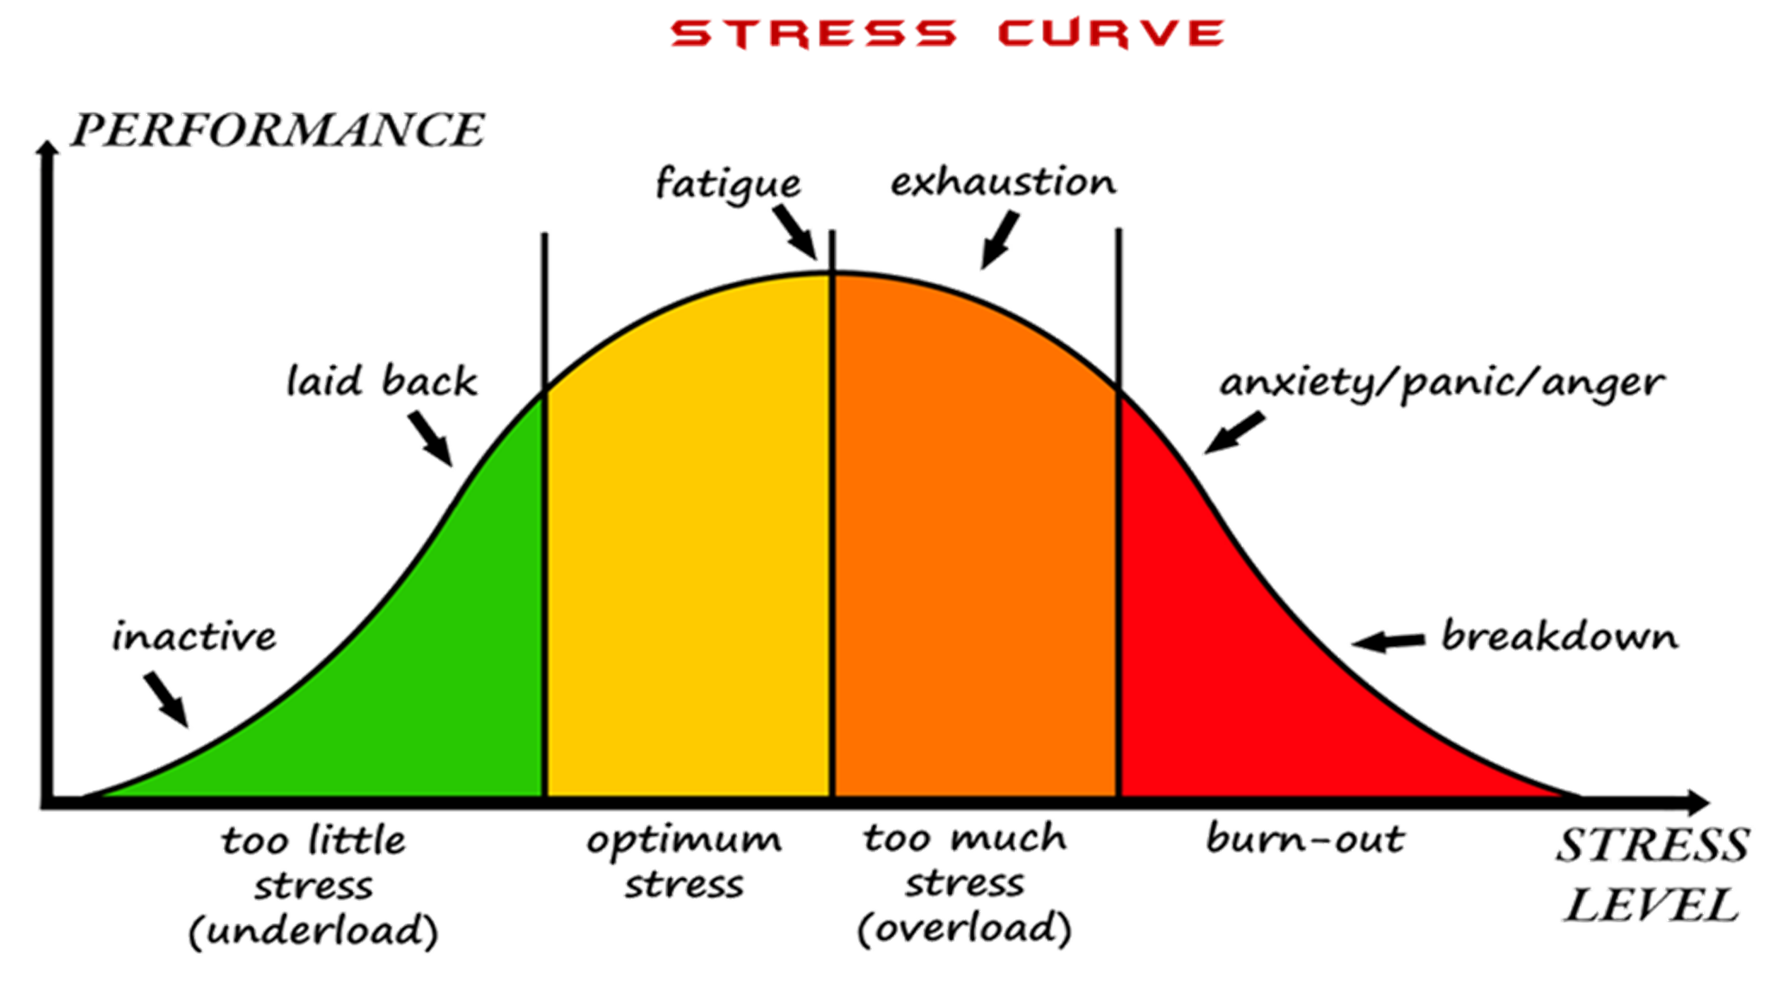 STRESS CURVE
PERFORMANCE
fatigue
exhaustion
laid back
anxiety/panic/anger
inactive
breakdown
too little
stress
(underload)
optimum
stress
too much
stress
(overload)
burn-out
STRESS
LEVEL